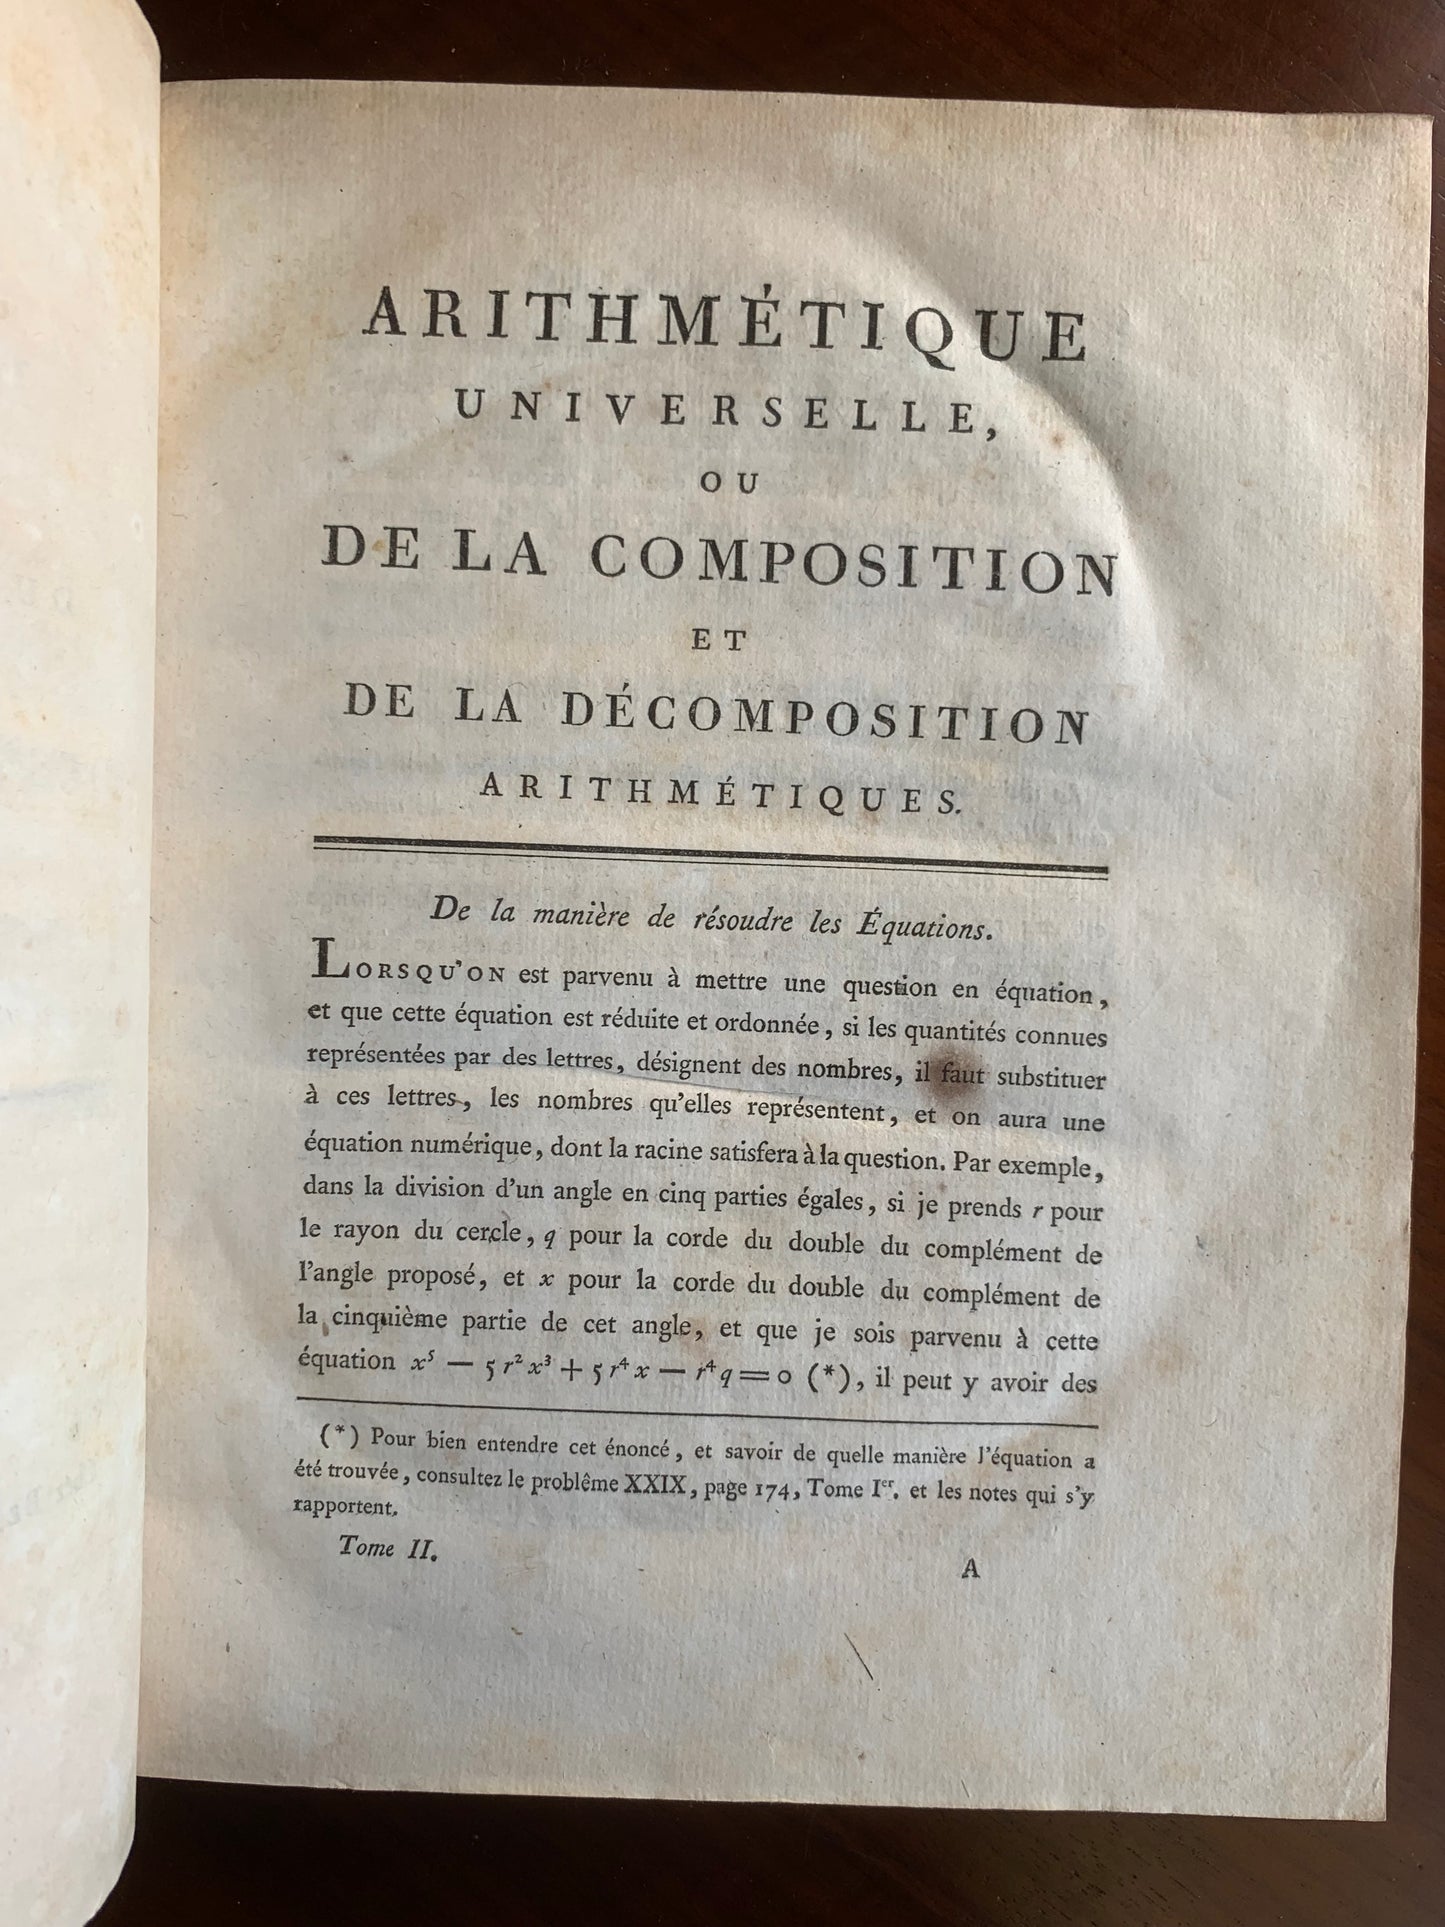 ARITHMÉTIQUE
UNIVERSELLE,
OU
DE LA COMPOSITION
ET
DE LA DÉCOMPOSITION
ARITHMÉTIQUES.
De la manière de résoudre les Équations.
LORSQU'ON est parvenu à mettre une question en équation,
et que cette équation est réduite et ordonnée, si les quantités connues
représentées par des lettres, désignent des nombres, il faut substituer
à ces lettres, les nombres qu'elles représentent, et on aura une
équation numérique, dont la racine satisfera à la question. Par exemple,
dans la division d'un angle en cinq parties égales, si je prends r pour
le rayon du cercle, q pour la corde du double du complément de
l'angle proposé, et x pour la corde du double du complément de
la cinquième partie de cet angle, et que je sois parvenu à cette
équation x⁵ — 5 r² x³ + 5 r⁴ x — r⁴ q = 0 (*), il peut y avoir des
(*) Pour bien entendre cet énoncé, et savoir de quelle manière l'équation a
été trouvée, consultez le problême XXIX, page 174, Tome Ier. et les notes qui s'y
rapportent.
Tome II. A